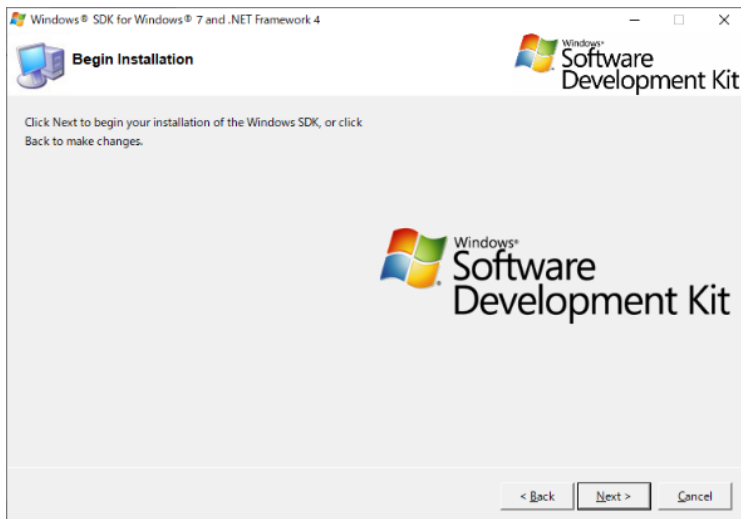 Windows® SDK for Windows® 7 and .NET Framework 4
Begin Installation
Windows®
Software
Development Kit
Click Next to begin your installation of the Windows SDK, or click
Back to make changes.
Windows®
Software
Development Kit
< Back
Next >
Cancel